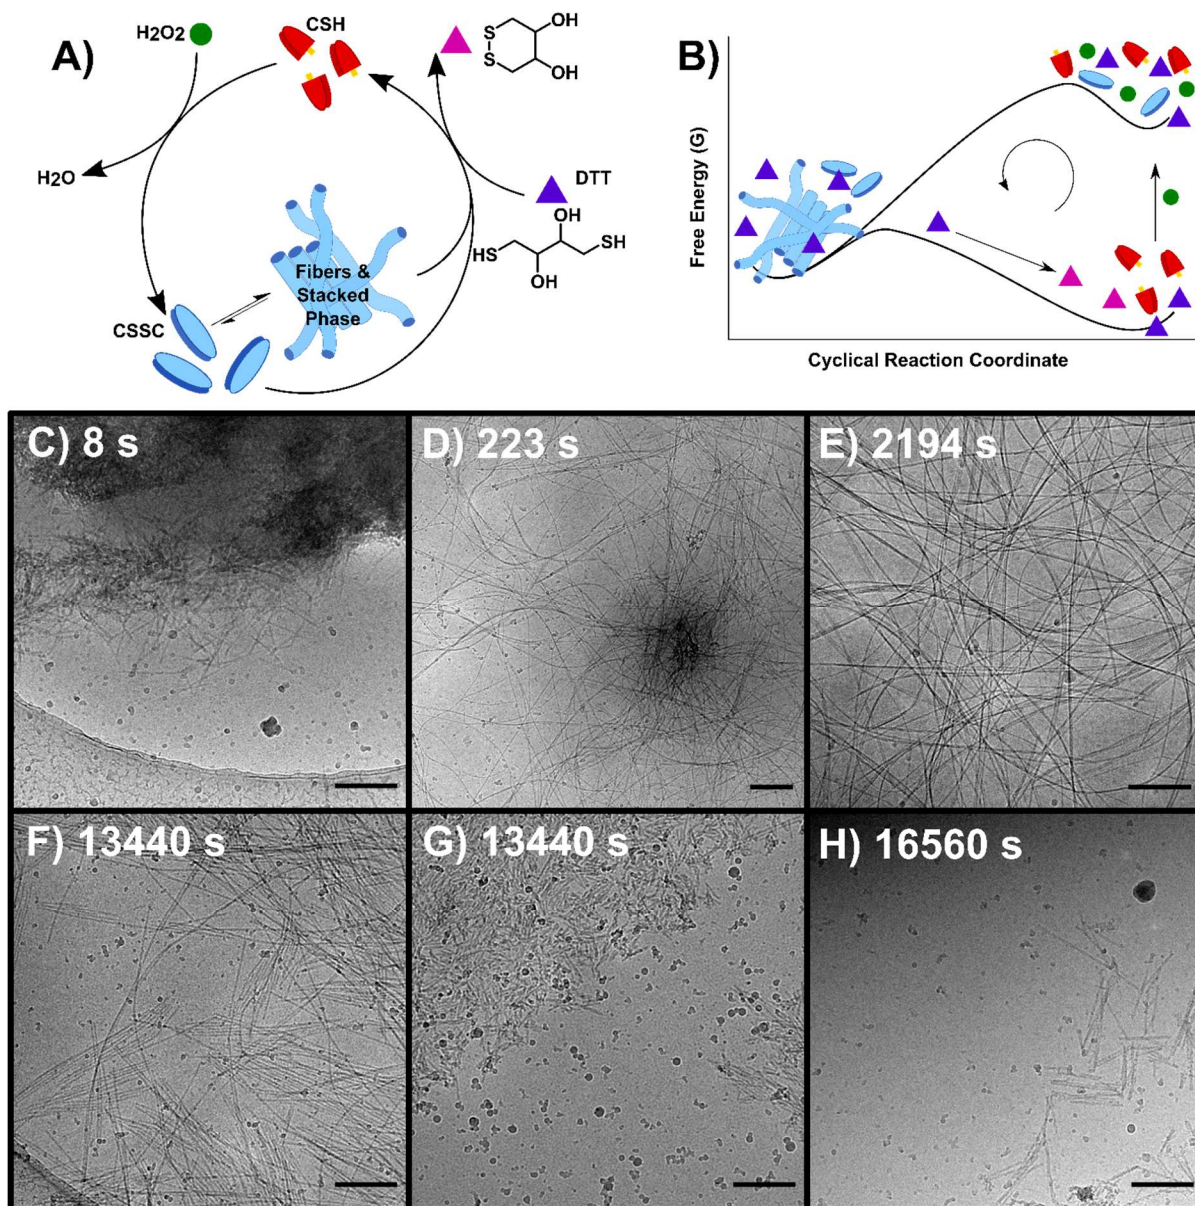 A)
H2O2
CSH
S
S
OH
OH
H2O
DTT
OH
HS
SH
OH
Fibers &
Stacked
Phase
CSSC
B)
Free Energy (G)
Cyclical Reaction Coordinate
C) 8 s
D) 223 s
E) 2194 s
F) 13440 s
G) 13440 s
H) 16560 s